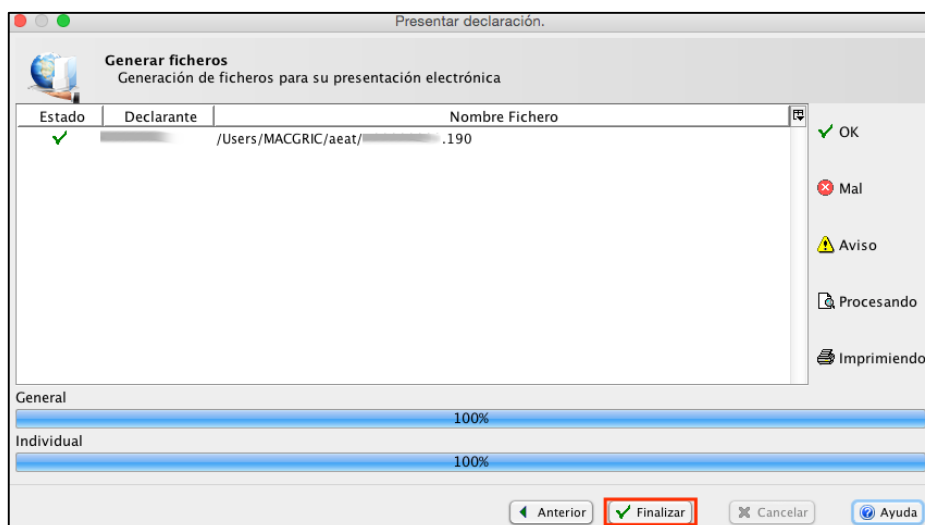 Presentar declaración.
Generar ficheros
Generación de ficheros para su presentación electrónica
Estado Declarante Nombre Fichero
/Users/MACGRIC/aeat/ .190
OK
Mal
Aviso
Procesando
Imprimiendo
General
100%
Individual
100%
Anterior Finalizar Cancelar Ayuda